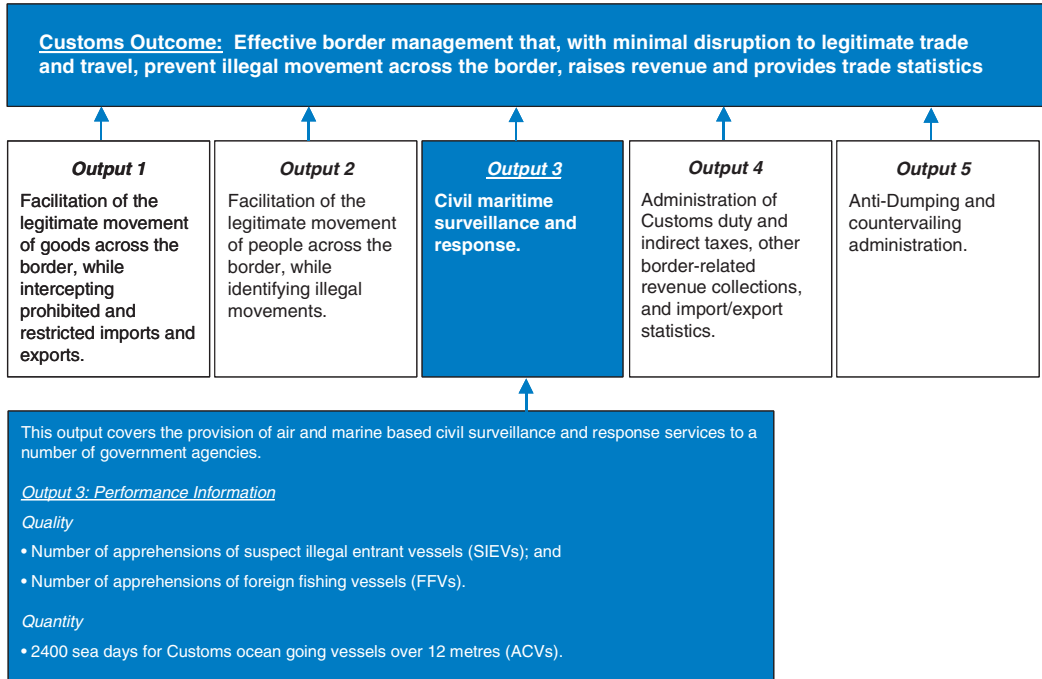 Customs Outcome: Effective border management that, with minimal disruption to legitimate trade
and travel, prevent illegal movement across the border, raises revenue and provides trade statistics
Output 1
Facilitation of the
legitimate movement
of goods across the
border, while
intercepting
prohibited and
restricted imports and
exports.
Output 2
Facilitation of the
legitimate movement
of people across the
border, while
identifying illegal
movements.
Output 3
Civil maritime
surveillance and
response.
Output 4
Administration of
Customs duty and
indirect taxes, other
border-related
revenue collections,
and import/export
statistics.
Output 5
Anti-Dumping and
countervailing
administration.
This output covers the provision of air and marine based civil surveillance and response services to a
number of government agencies.
Output 3: Performance Information
Quality
• Number of apprehensions of suspect illegal entrant vessels (SIEVs); and
• Number of apprehensions of foreign fishing vessels (FFVs).
Quantity
• 2400 sea days for Customs ocean going vessels over 12 metres (ACVs).